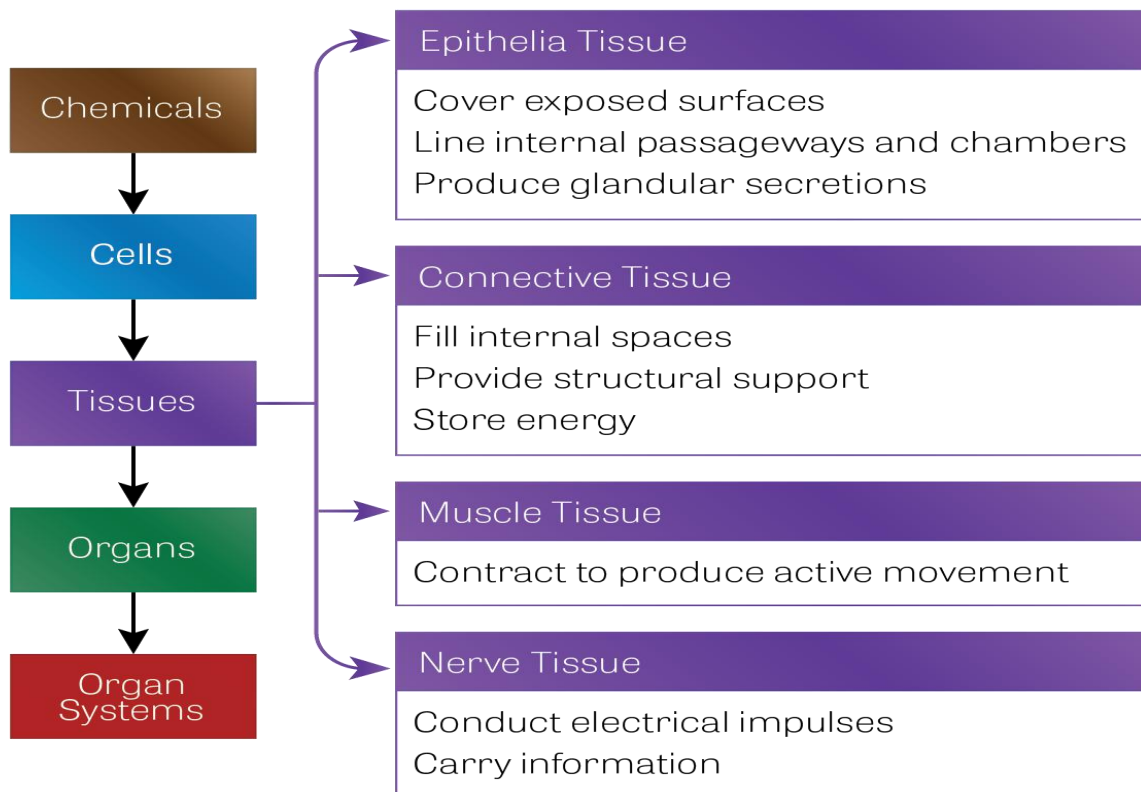 Chemicals
Cells
Tissues
Organs
Organ
Systems
Epithelia Tissue
Cover exposed surfaces
Line internal passageways and chambers
Produce glandular secretions
Connective Tissue
Fill internal spaces
Provide structural support
Store energy
Muscle Tissue
Contract to produce active movement
Nerve Tissue
Conduct electrical impulses
Carry information